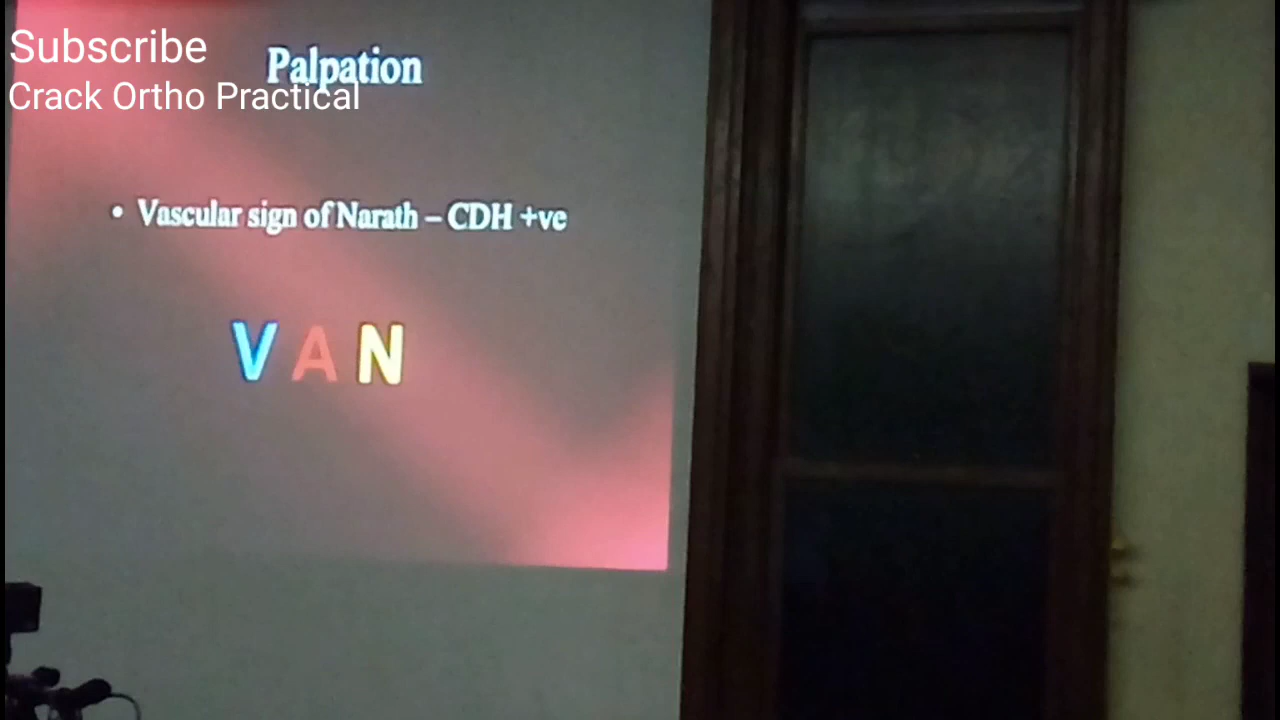 Subscribe
Palpation
Crack Ortho Practical
• Vascular sign of Narath – CDH +ve
V A N